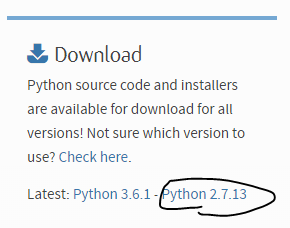 Download
Python source code and installers
are available for download for all
versions! Not sure which version to
use? Check here.
Latest: Python 3.6.1 - Python 2.7.13